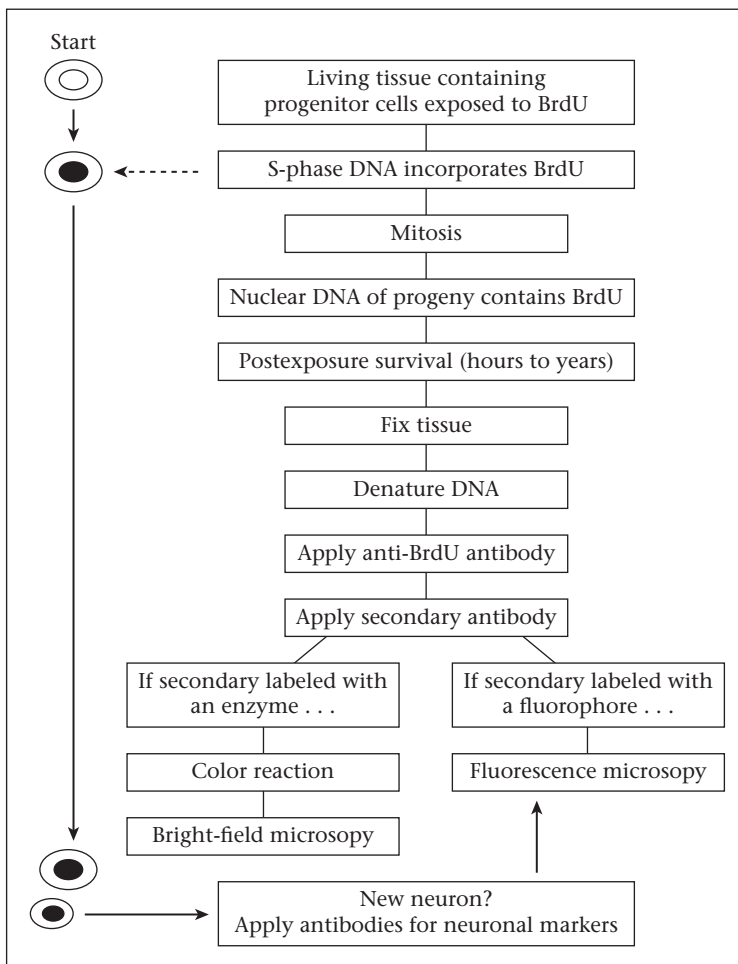 Start
Living tissue containing
progenitor cells exposed to BrdU
S-phase DNA incorporates BrdU
Mitosis
Nuclear DNA of progeny contains BrdU
Postexposure survival (hours to years)
Fix tissue
Denature DNA
Apply anti-BrdU antibody
Apply secondary antibody
If secondary labeled with
an enzyme . . .
If secondary labeled with
a fluorophore . . .
Color reaction
Fluorescence microsopy
Bright-field microsopy
New neuron?
Apply antibodies for neuronal markers